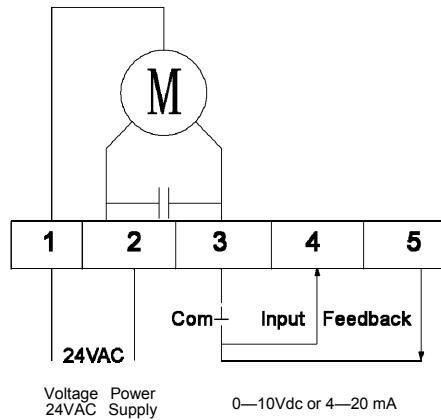 M
1 2 3 4 5
Com Input Feedback
24VAC
Voltage Power
24VAC Supply
0—10Vdc or 4—20 mA